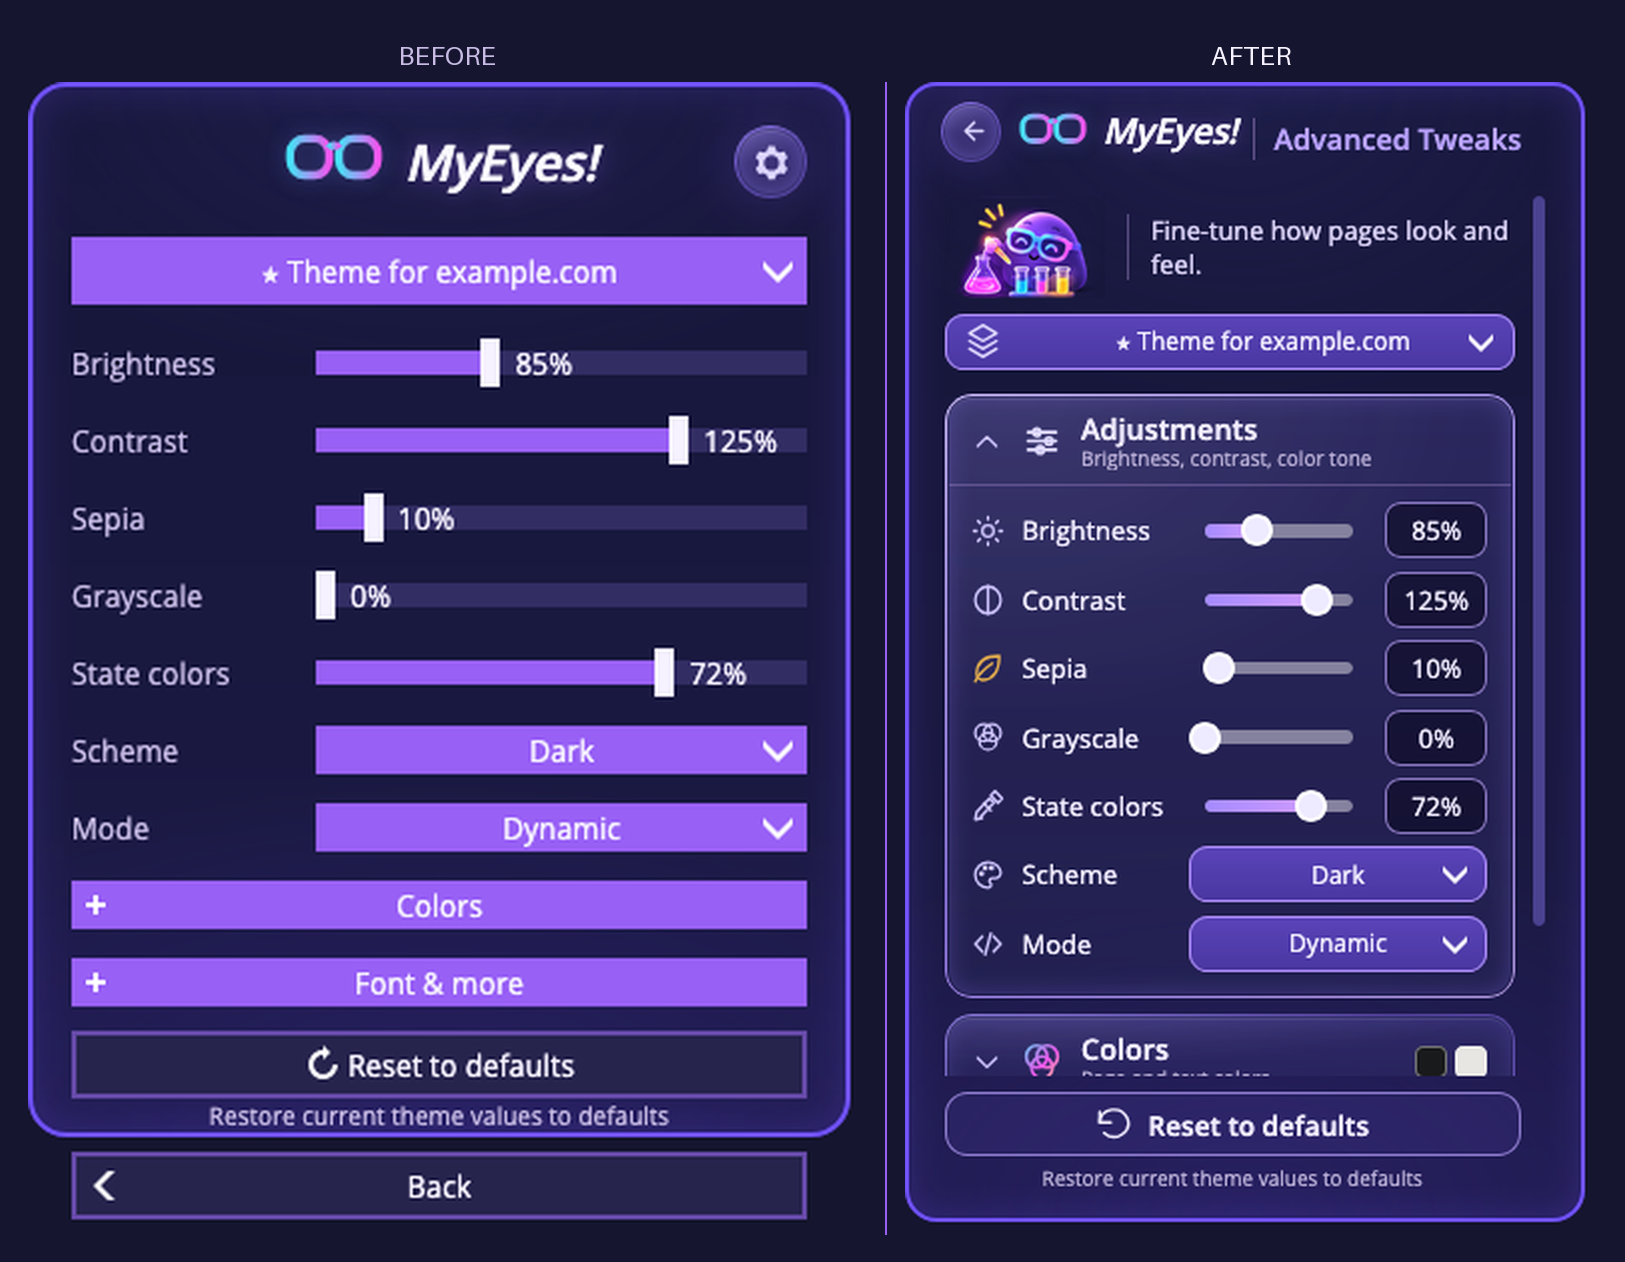 BEFORE
MyEyes!
★ Theme for example.com
Brightness
85%
Contrast
125%
Sepia
10%
Grayscale
0%
State colors
72%
Scheme
Dark
Mode
Dynamic
+ Colors
+ Font & more
Reset to defaults
Restore current theme values to defaults
Back
AFTER
MyEyes!
Advanced Tweaks
Fine-tune how pages look and
feel.
★ Theme for example.com
Adjustments
Brightness, contrast, color tone
Brightness
85%
Contrast
125%
Sepia
10%
Grayscale
0%
State colors
72%
Scheme
Dark
Mode
Dynamic
Colors
Page and text colors
Reset to defaults
Restore current theme values to defaults